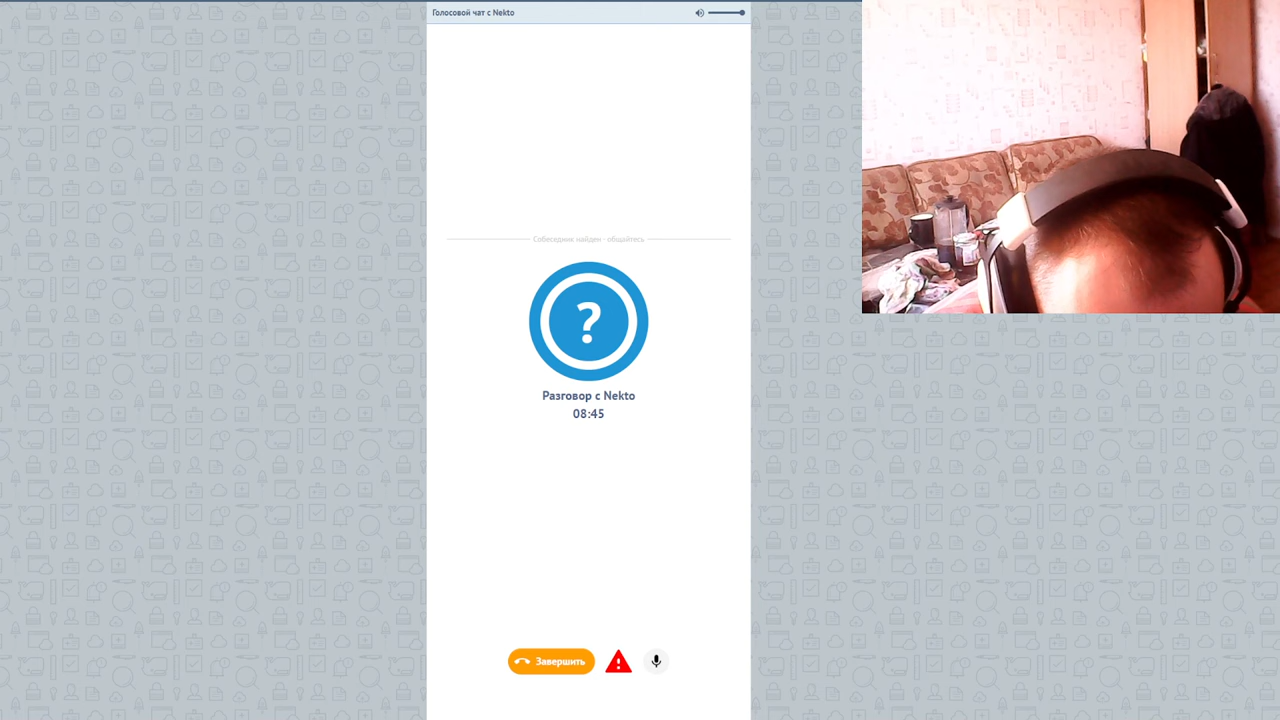 Голосовой чат с Nekto
Собеседник найден - общайтесь
?
Разговор с Nekto
08:45
Завершить